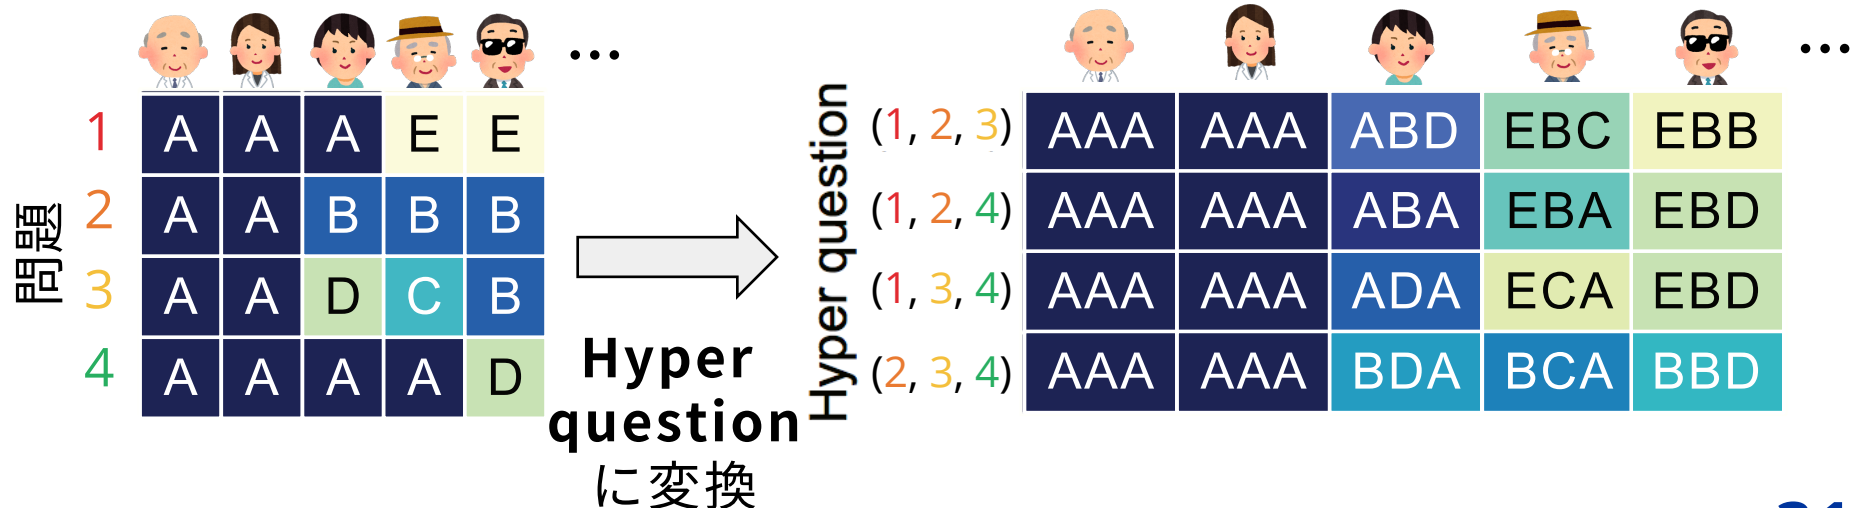 ...
問題
1 A A A E E
2 A A B B B
3 A A D C B
4 A A A A D
Hyper
question
に変換
...
Hyper question
(1, 2, 3) AAA AAA ABD EBC EBB
(1, 2, 4) AAA AAA ABA EBA EBD
(1, 3, 4) AAA AAA ADA ECA EBD
(2, 3, 4) AAA AAA BDA BCA BBD